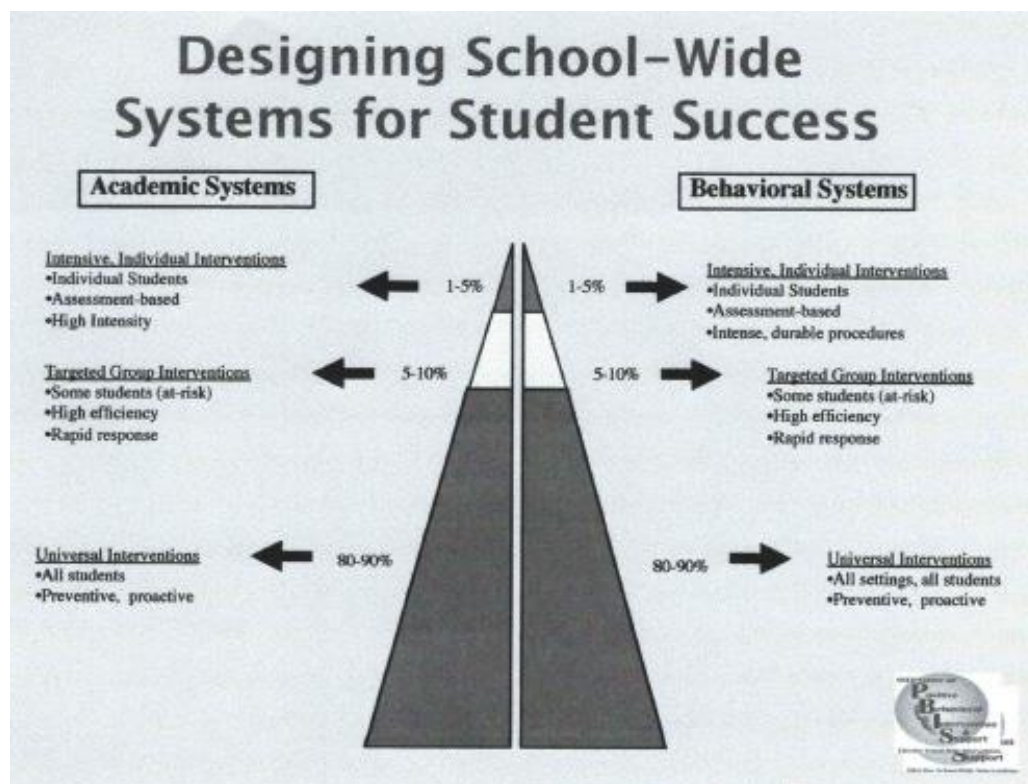 Designing School-Wide
Systems for Student Success
Academic Systems
Behavioral Systems
Intensive, Individual Interventions
•Individual Students
•Assessment-based
•High Intensity
1-5%
1-5%
Intensive, Individual Interventions
•Individual Students
•Assessment-based
•Intense, durable procedures
Targeted Group Interventions
•Some students (at-risk)
•High efficiency
•Rapid response
5-10%
5-10%
Targeted Group Interventions
•Some students (at-risk)
•High efficiency
•Rapid response
Universal Interventions
•All students
•Preventive, proactive
80-90%
80-90%
Universal Interventions
•All settings, all students
•Preventive, proactive
Positive
Behavioral
Support